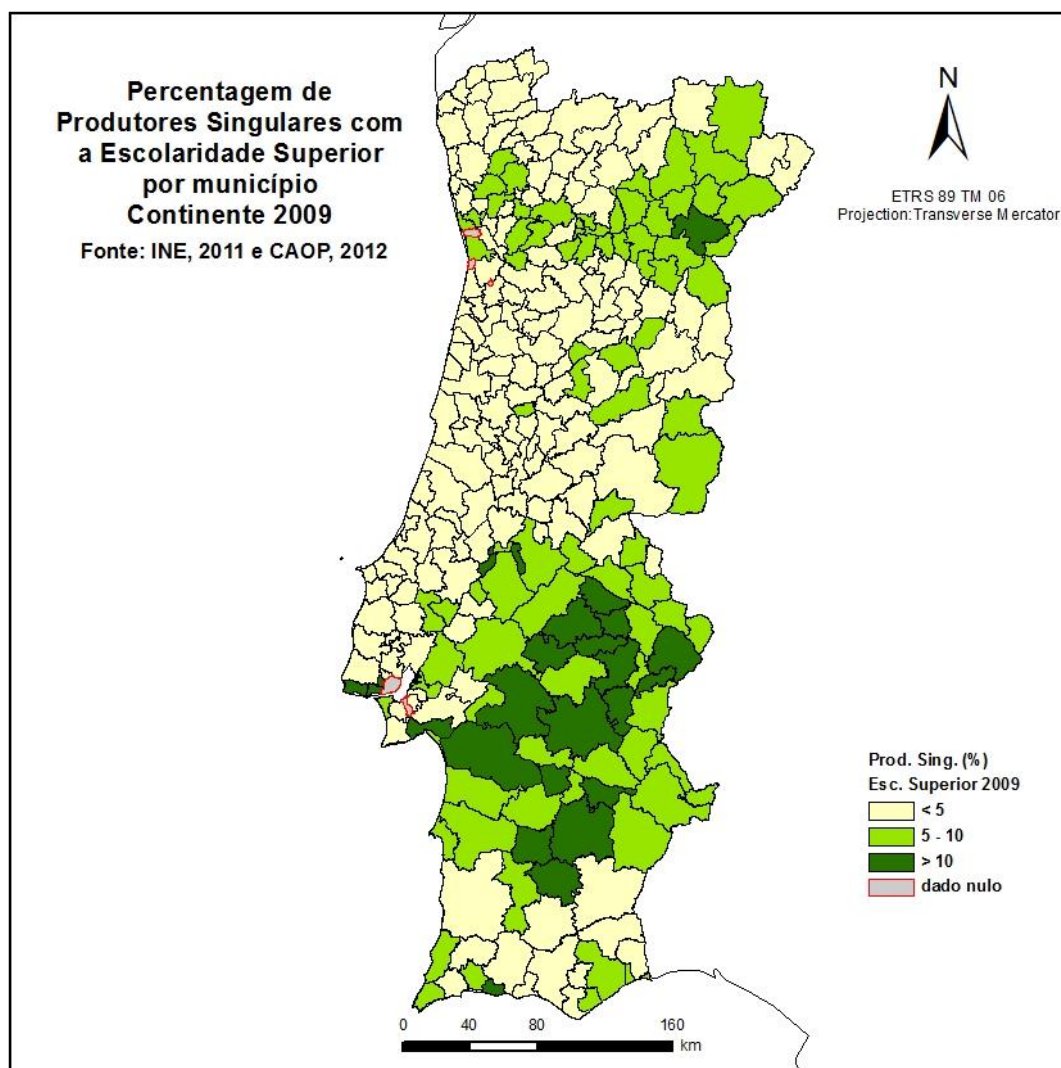 Percentagem de
Produtores Singulares com
a Escolaridade Superior
por município
Continente 2009
Fonte: INE, 2011 e CAOP, 2012
N
ETRS 89 TM 06
Projection: Transverse Mercator
Prod. Sing. (%)
Esc. Superior 2009
< 5
5 - 10
> 10
dado nulo
0 40 80 160
km